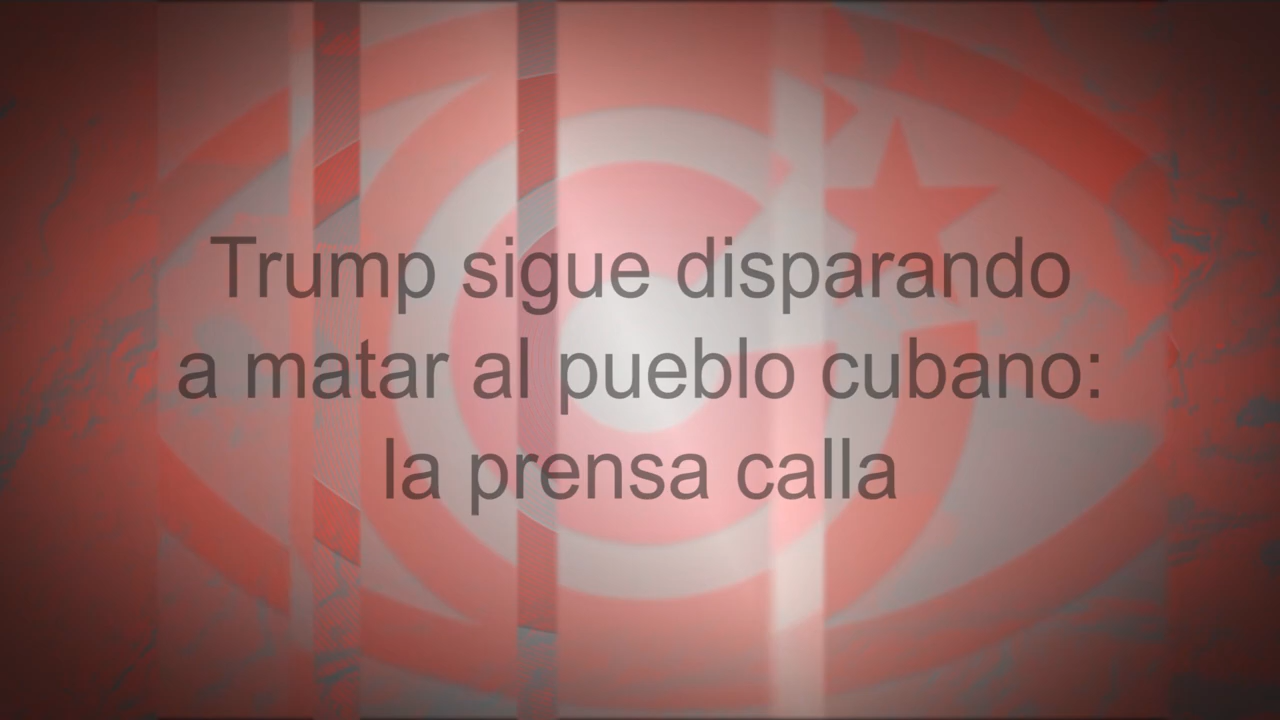 Trump sigue disparando
a matar al pueblo cubano:
la prensa calla